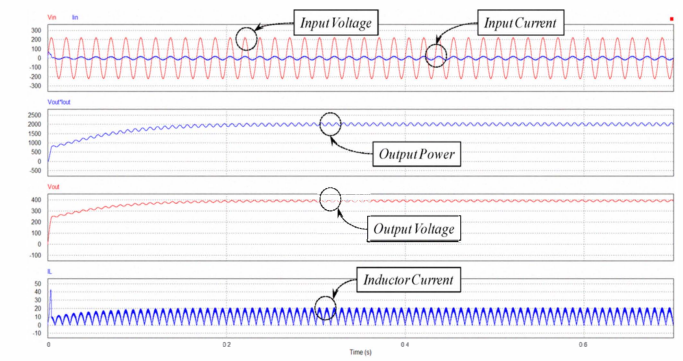 Vin Iin
Input Voltage
Input Current
300
200
100
0
-100
-200
-300
Vout*Iout
2500
2000
1500
1000
500
0
-500
Output Power
Vout
400
300
200
100
0
-100
Output Voltage
IL
50
40
30
20
10
0
-10
Inductor Current
0 0.2 0.4 0.6
Time (s)